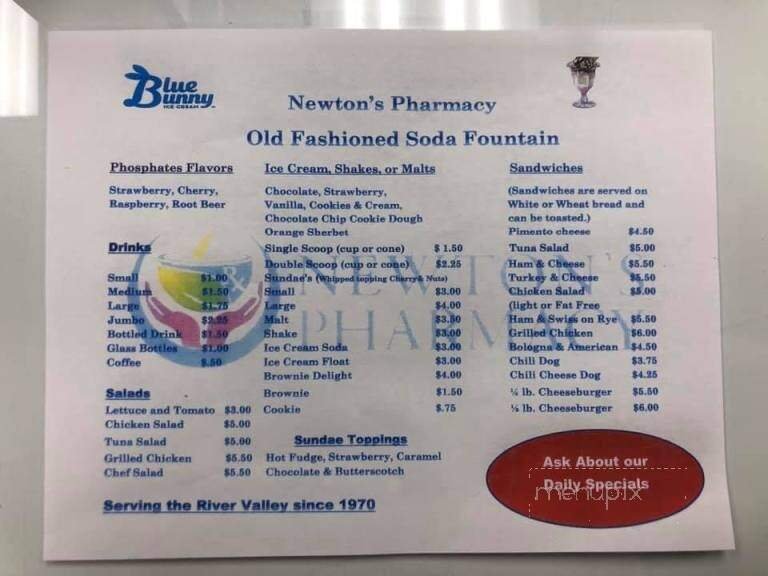 Blue
Bunny
ICE CREAM
Newton's Pharmacy
Old Fashioned Soda Fountain
Phosphates Flavors
Strawberry, Cherry,
Raspberry, Root Beer
Drinks
Small $1.00
Medium $1.50
Large $1.75
Jumbo $2.25
Bottled Drink $1.50
Glass Bottles $1.00
Coffee $.50
Salads
Lettuce and Tomato $3.00
Chicken Salad $5.00
Tuna Salad $5.00
Grilled Chicken $5.50
Chef Salad $5.50
Ice Cream, Shakes, or Malts
Chocolate, Strawberry,
Vanilla, Cookies & Cream,
Chocolate Chip Cookie Dough
Orange Sherbet
Single Scoop (cup or cone) $ 1.50
Double Scoop (cup or cone) $2.25
Sundae's (Whipped topping Cherry & Nuts)
Small $3.00
Large $4.00
Malt $3.50
Shake $3.00
Ice Cream Soda $3.00
Ice Cream Float $3.00
Brownie Delight $4.00
Brownie $1.50
Cookie $.75
Sundae Toppings
Hot Fudge, Strawberry, Caramel
Chocolate & Butterscotch
Sandwiches
(Sandwiches are served on
White or Wheat bread and
can be toasted.)
Pimento cheese $4.50
Tuna Salad $5.00
Ham & Cheese $5.50
Turkey & Cheese $5.50
Chicken Salad $5.00
(light or Fat Free
Ham & Swiss on Rye $5.50
Grilled Chicken $6.00
Bologna & American $4.50
Chili Dog $3.75
Chili Cheese Dog $4.25
¼ lb. Cheeseburger $5.50
Cheeseburger $6.00
NEWTON'S
PHARMACY
&
Ask About our
Daily Specials
menupix
Serving the River Valley since 1970